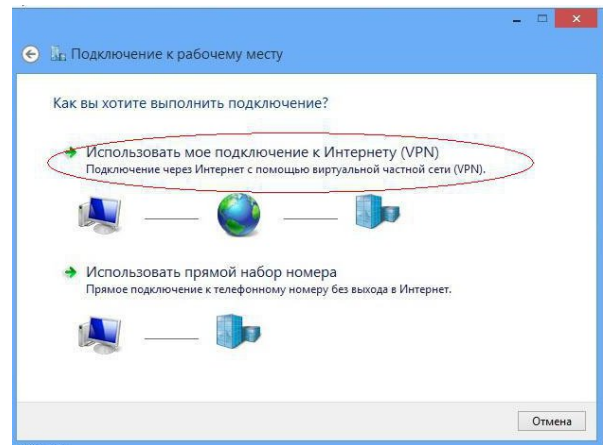 Подключение к рабочему месту
Как вы хотите выполнить подключение?
Использовать мое подключение к Интернету (VPN)
Подключение через Интернет с помощью виртуальной частной сети (VPN).
Использовать прямой набор номера
Прямое подключение к телефонному номеру без выхода в Интернет.
Отмена